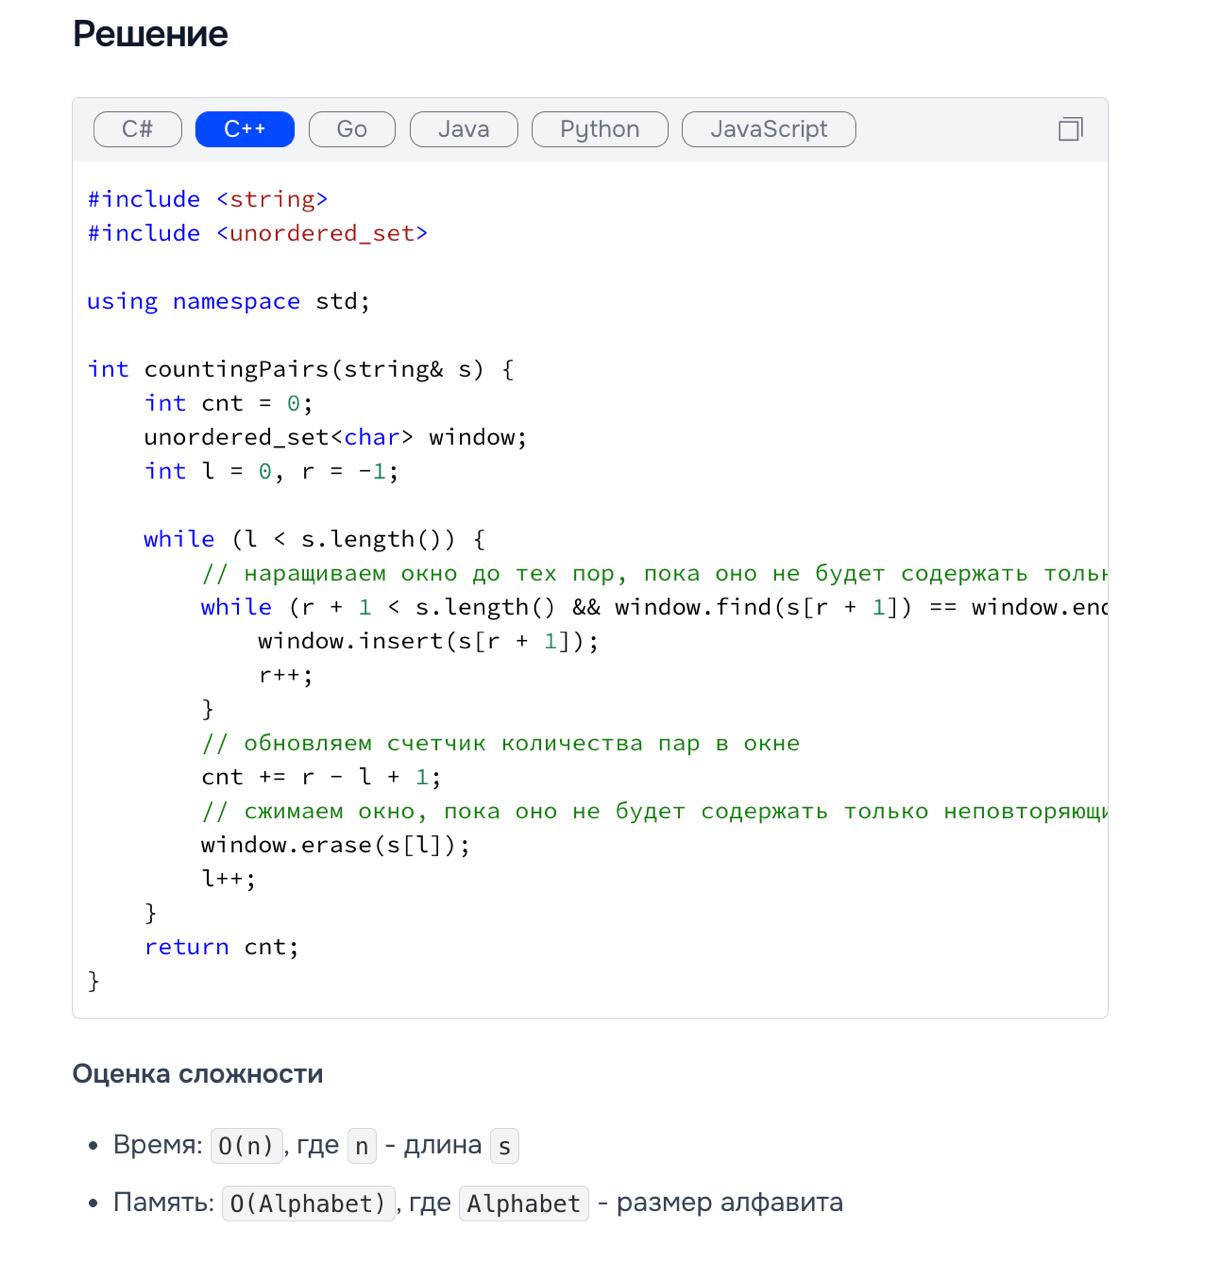 Решение
C# C++ Go Java Python JavaScript
#include <string>
#include <unordered_set>
using namespace std;
int countingPairs(string& s) {
int cnt = 0;
unordered_set<char> window;
int l = 0, r = -1;
while (l < s.length()) {
// наращиваем окно до тех пор, пока оно не будет содержать
while (r + 1 < s.length() && window.find(s[r + 1]) == window.end
window.insert(s[r + 1]);
r++;
}
// обновляем счетчик количества пар в окне
cnt += r - l + 1;
// сжимаем окно, пока оно не будет содержать только
window.erase(s[l]);
l++;
}
return cnt;
}
Оценка сложности
• Время: O(n), где n - длина s
• Память: O(Alphabet), где Alphabet - размер алфавита